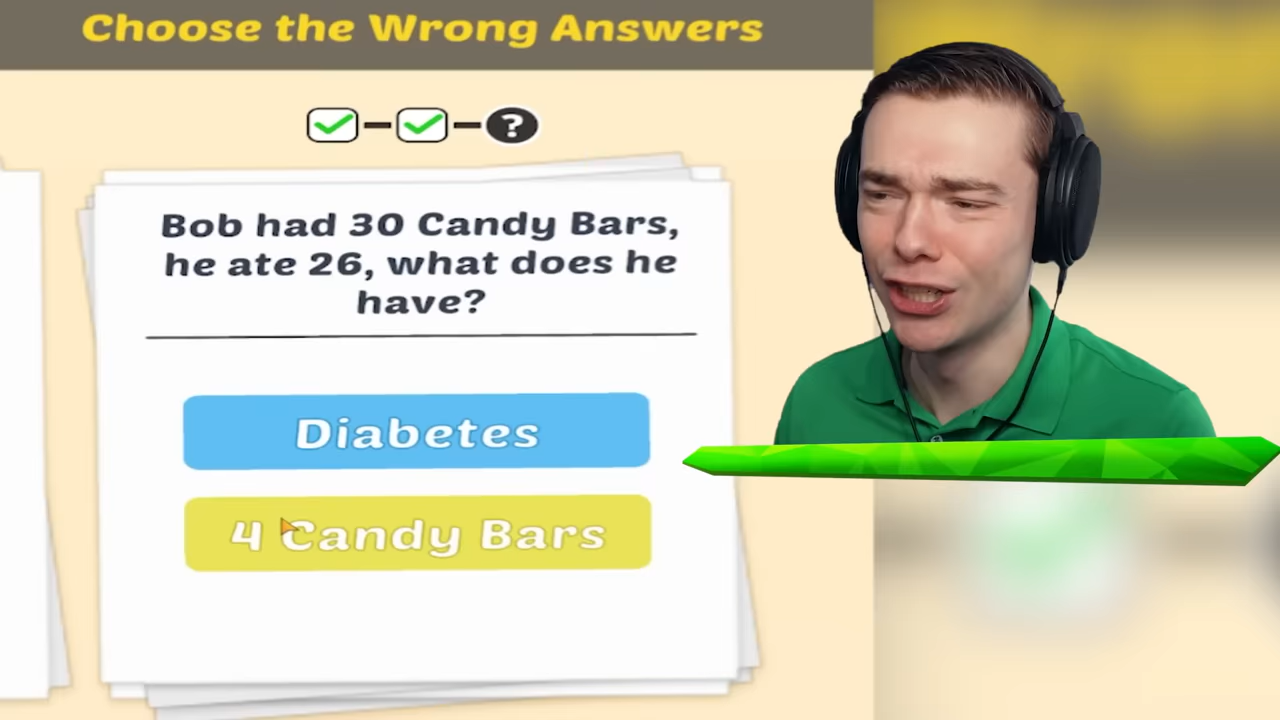 Choose the Wrong Answers
?
Bob had 30 Candy Bars,
he ate 26, what does he
have?
Diabetes
4 Candy Bars